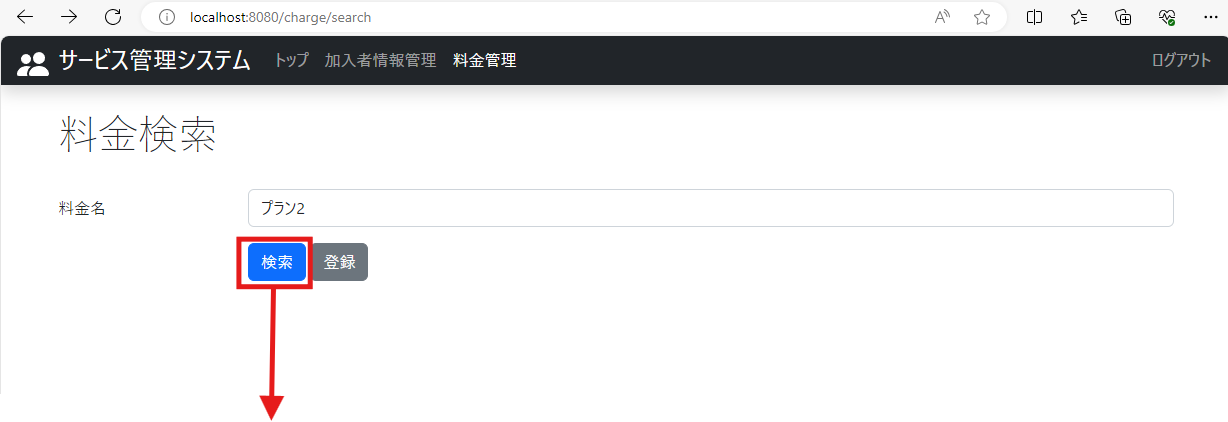 localhost:8080/charge/search
サービス管理システム トップ 加入者情報管理 料金管理 ログアウト
料金検索
料金名 プラン2
検索 登録